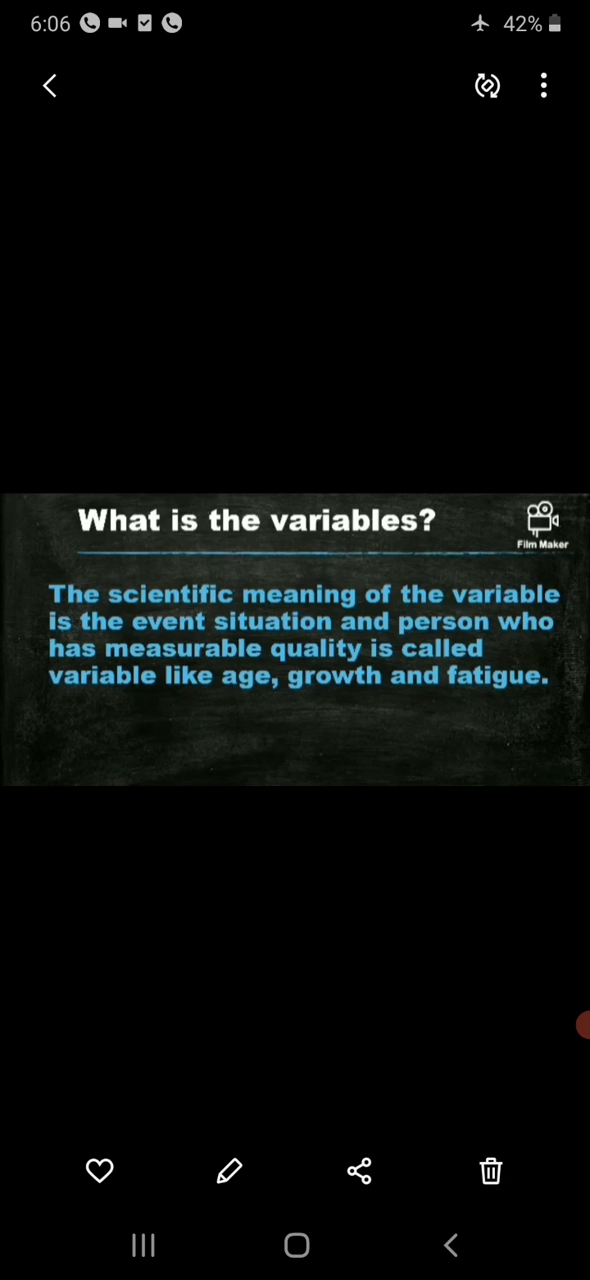 6:06
42%
What is the variables?
Film Maker
The scientific meaning of the variable
is the event situation and person who
has measurable quality is called
variable like age, growth and fatigue.